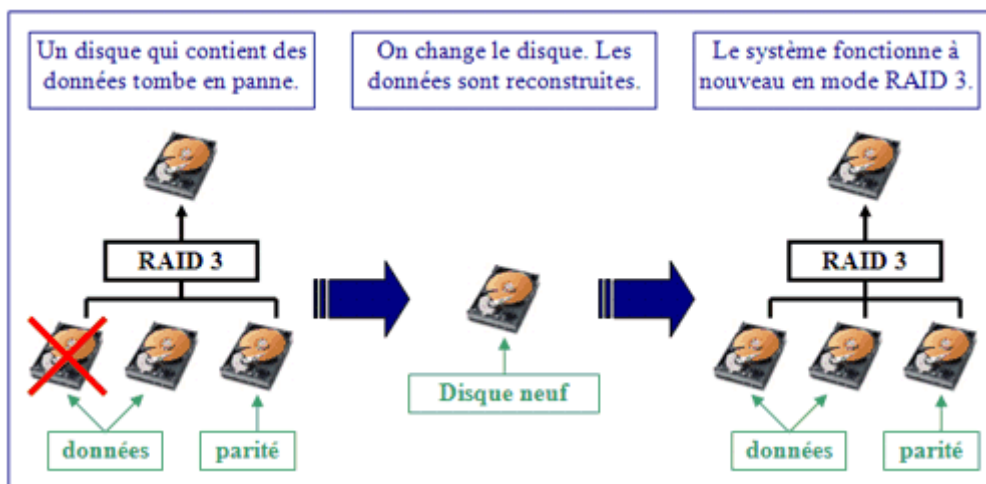 Un disque qui contient des
données tombe en panne.
On change le disque. Les
données sont reconstruites.
Le système fonctionne à
nouveau en mode RAID 3.
RAID 3
RAID 3
Disque neuf
données
parité
données
parité